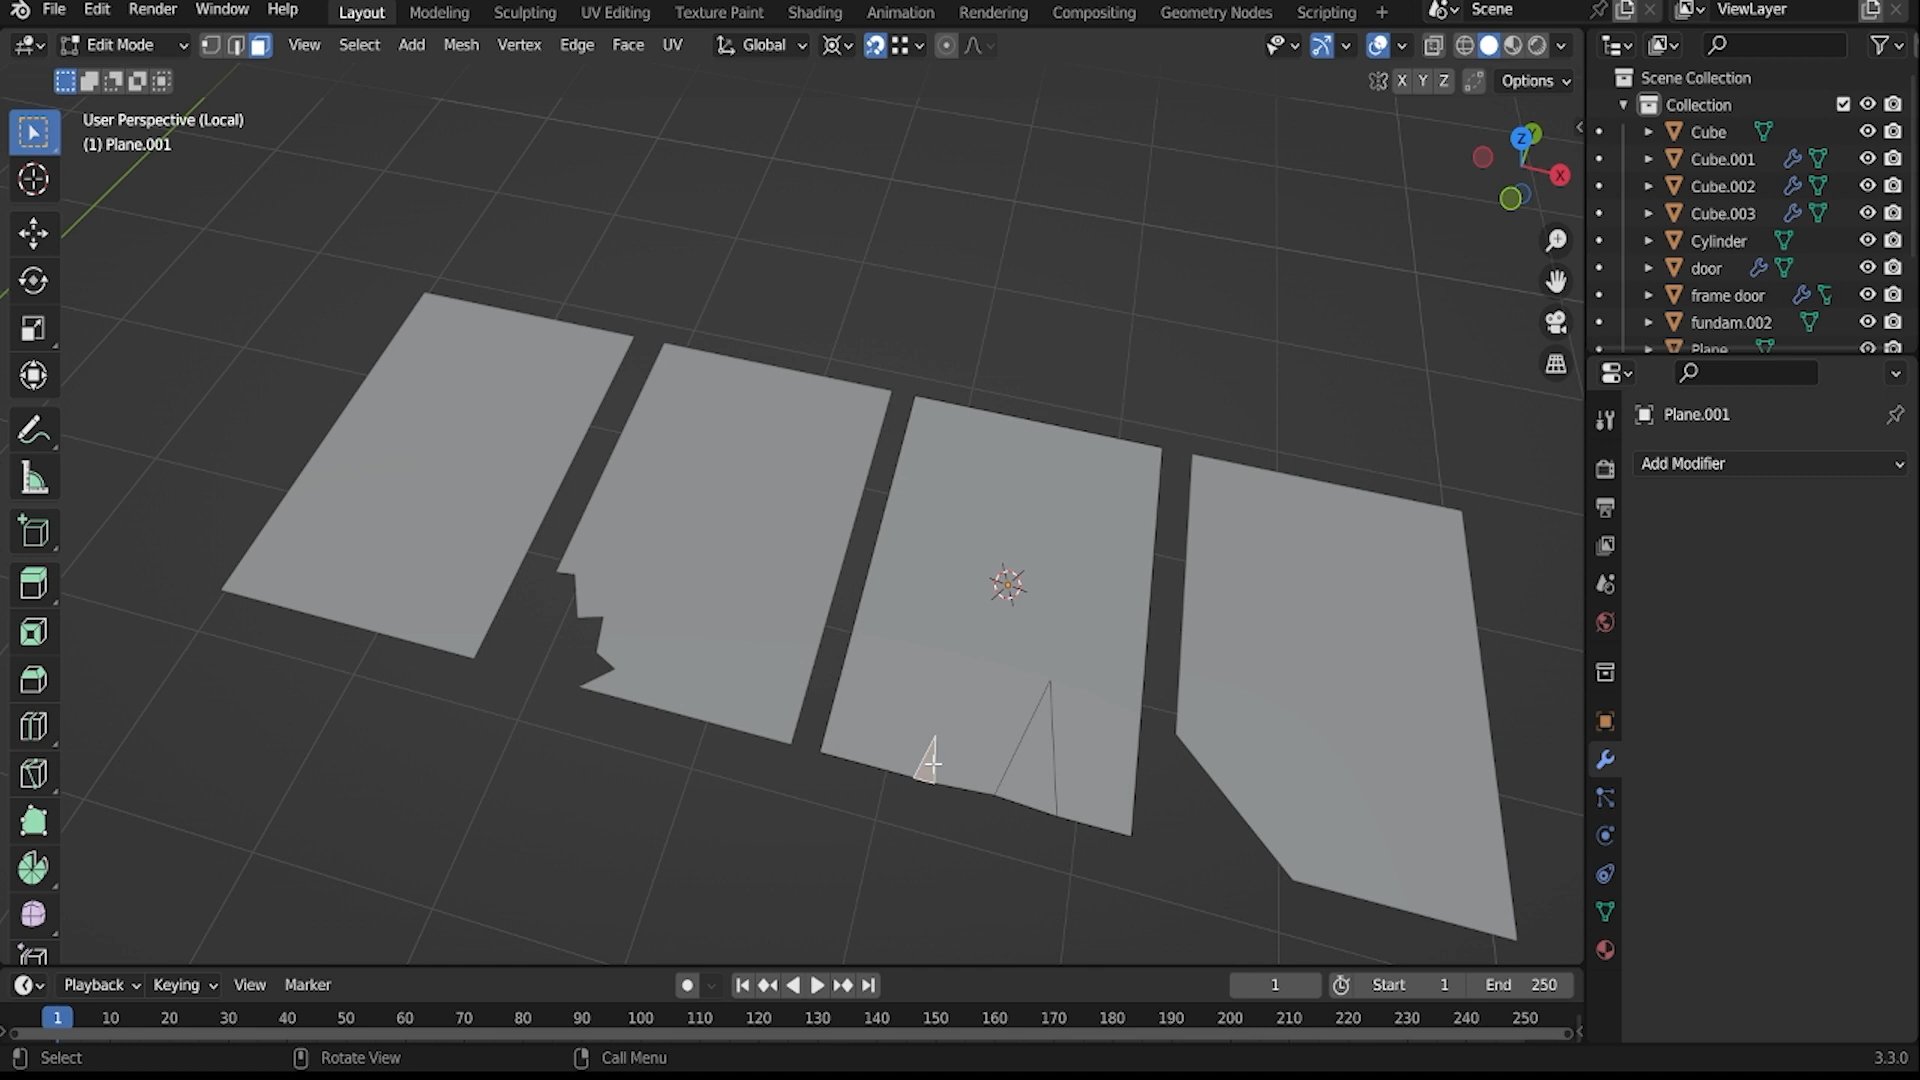 File Edit Render Window Help Layout Modeling Sculpting UV Editing Texture Paint Shading Animation Rendering Compositing Geometry Nodes Scripting + Scene ViewLayer
Edit Mode View Select Add Mesh Vertex Edge Face UV Global
X Y Z Options
User Perspective (Local)
(1) Plane.001
Z
Y
X
Scene Collection
Collection
Cube
Cube.001
Cube.002
Cube.003
Cylinder
door
frame door
fundam.002
Plane
Plane.001
Add Modifier
Playback Keying View Marker 1 Start 1 End 250
1 10 20 30 40 50 60 70 80 90 100 110 120 130 140 150 160 170 180 190 200 210 220 230 240 250
Select Rotate View Call Menu 3.3.0